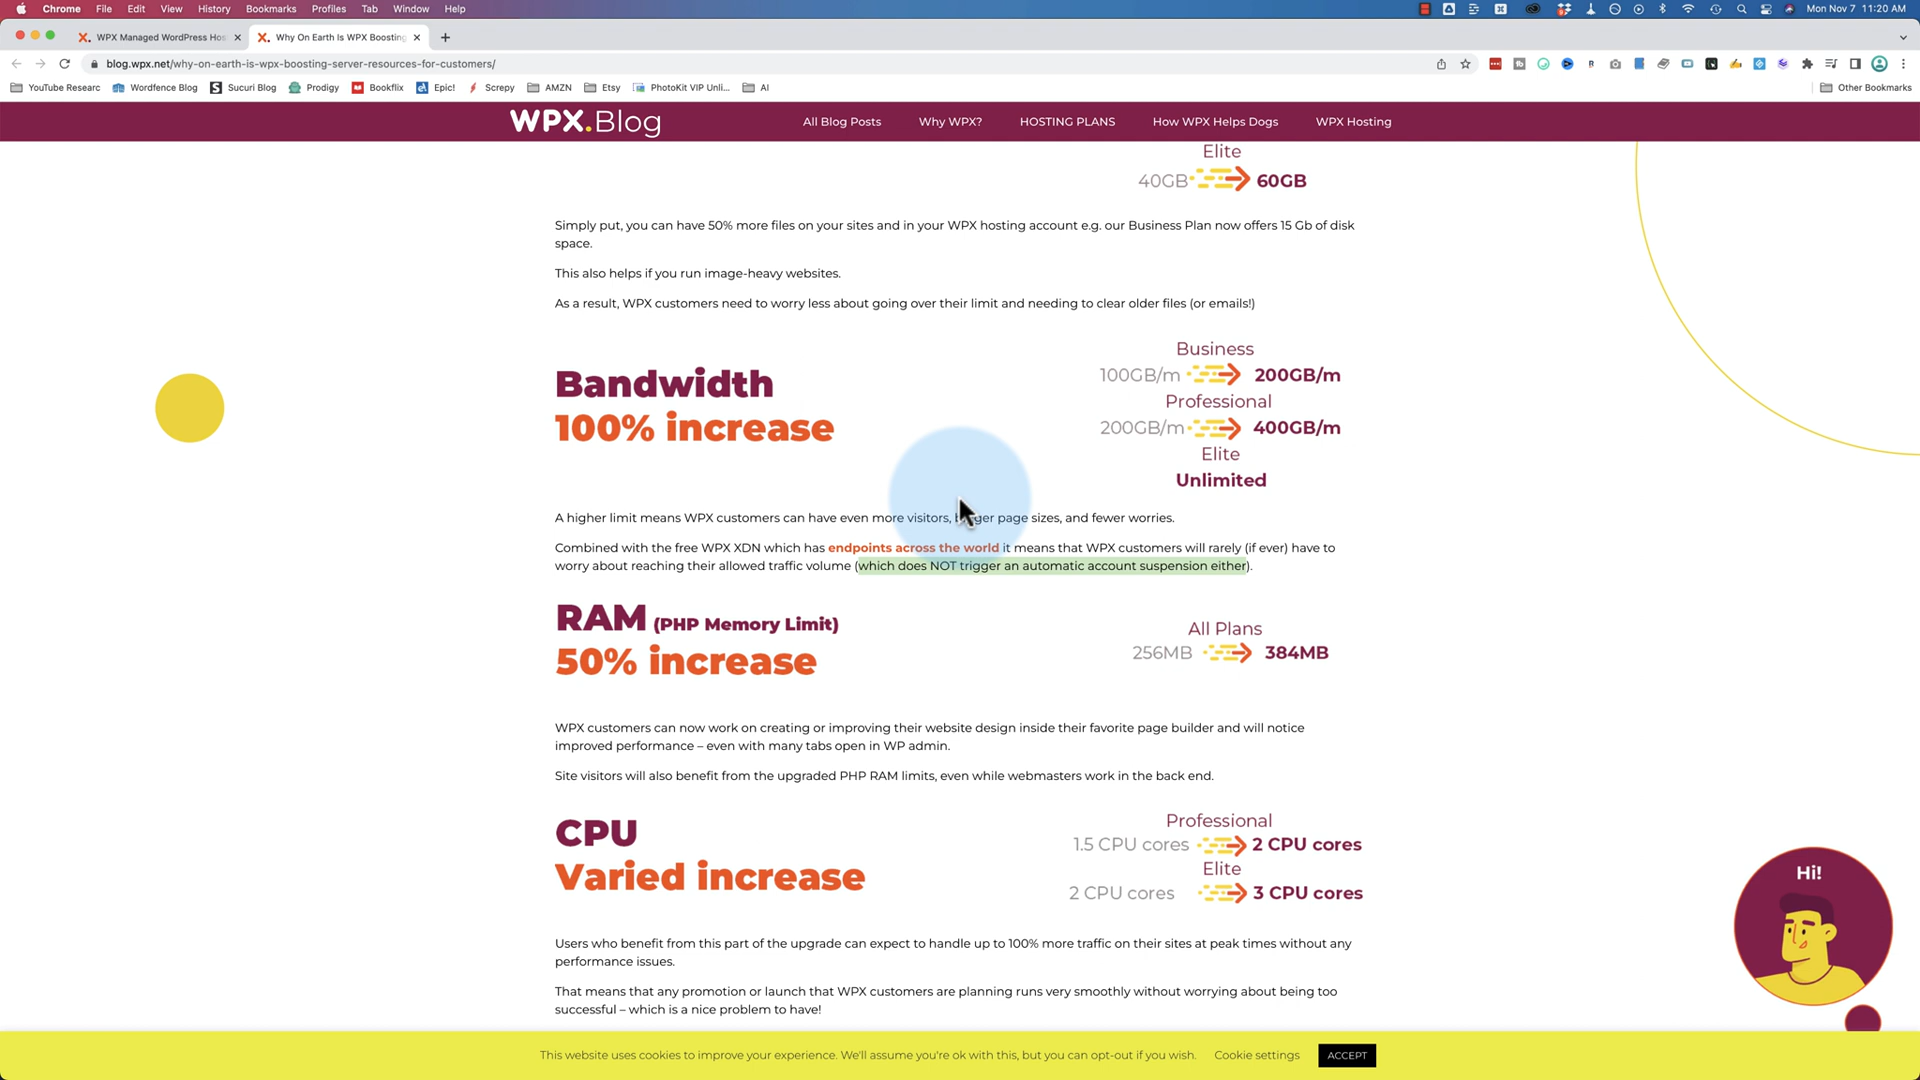 Chrome File Edit View History Bookmarks Profiles Tab Window Help
Mon Nov 7 11:20 AM
WPX Managed WordPress Hos
Why On Earth Is WPX Boosting
blog.wpx.net/why-on-earth-is-wpx-boosting-server-resources-for-customers/
YouTube Researc Wordfence Blog Sucuri Blog Prodigy Bookflix Epic! Screpy AMZN Etsy PhotoKit VIP Unli... AI Other Bookmarks
WPX.Blog
All Blog Posts Why WPX? HOSTING PLANS How WPX Helps Dogs WPX Hosting
Elite
40GB 60GB
Simply put, you can have 50% more files on your sites and in your WPX hosting account e.g. our Business Plan now offers 15 Gb of disk
space.
This also helps if you run image-heavy websites.
As a result, WPX customers need to worry less about going over their limit and needing to clear older files (or emails!)
Bandwidth
100% increase
Business
100GB/m 200GB/m
Professional
200GB/m 400GB/m
Elite
Unlimited
A higher limit means WPX customers can have even more visitors, page sizes, and fewer worries.
Combined with the free WPX XDN which has endpoints across the world it means that WPX customers will rarely (if ever) have to
worry about reaching their allowed traffic volume (which does NOT trigger an automatic account suspension either).
RAM (PHP Memory Limit)
50% increase
All Plans
256MB 384MB
WPX customers can now work on creating or improving their website design inside their favorite page builder and will notice
improved performance – even with many tabs open in WP admin.
Site visitors will also benefit from the upgraded PHP RAM limits, even while webmasters work in the back end.
CPU
Varied increase
Professional
1.5 CPU cores 2 CPU cores
Elite
2 CPU cores 3 CPU cores
Users who benefit from this part of the upgrade can expect to handle up to 100% more traffic on their sites at peak times without any
performance issues.
That means that any promotion or launch that WPX customers are planning runs very smoothly without worrying about being too
successful – which is a nice problem to have!
Hi!
This website uses cookies to improve your experience. We'll assume you're ok with this, but you can opt-out if you wish. Cookie settings ACCEPT